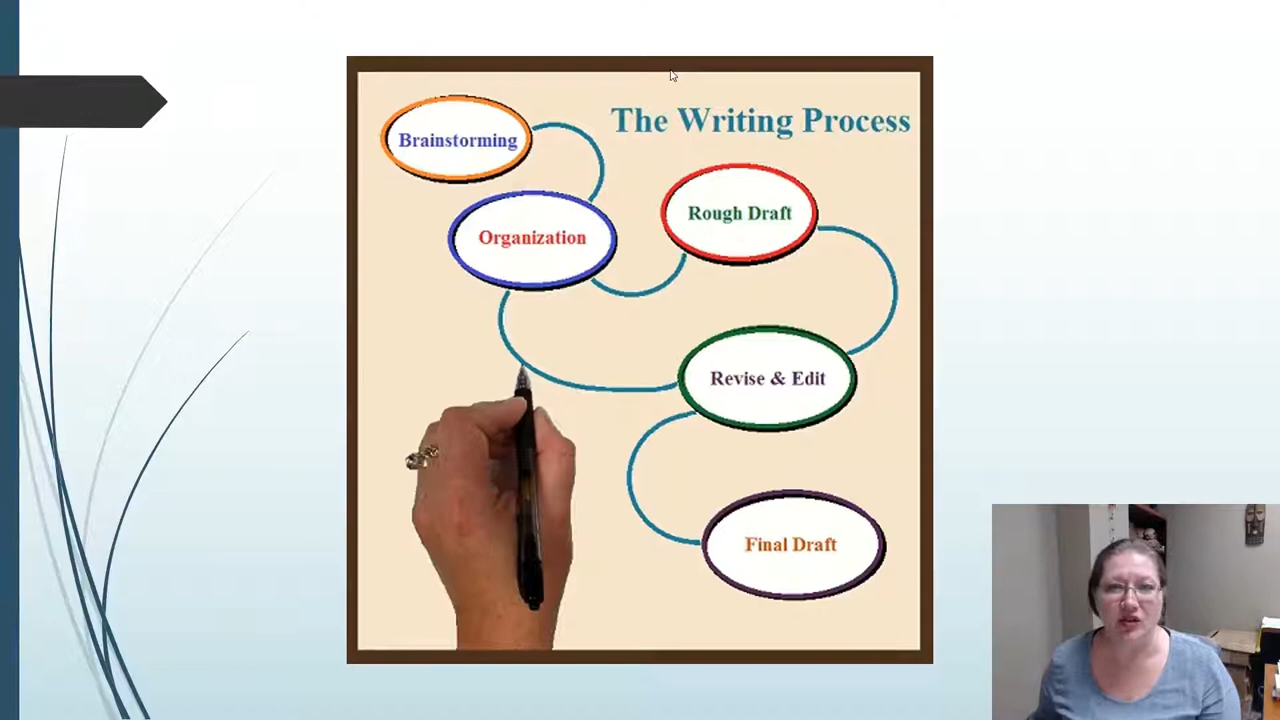 The Writing Process
Brainstorming
Organization
Rough Draft
Revise & Edit
Final Draft